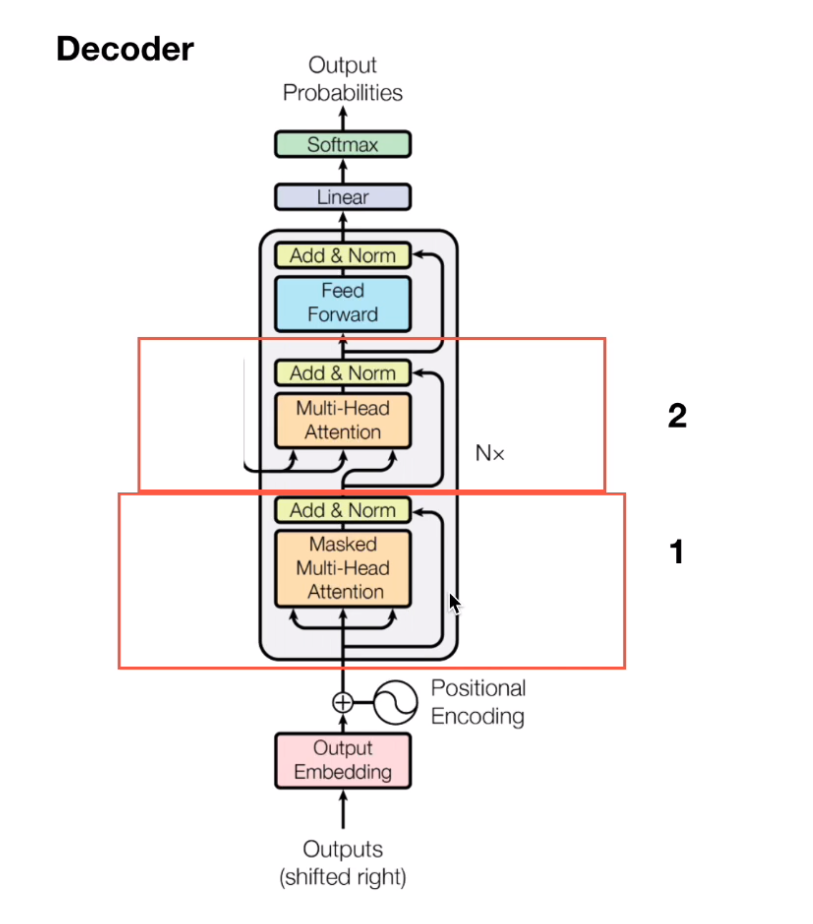 Decoder
Output
Probabilities
Softmax
Linear
Add & Norm
Feed
Forward
Add & Norm
Multi-Head
Attention
2
N×
Add & Norm
Masked
Multi-Head
Attention
1
Positional
Encoding
Output
Embedding
Outputs
(shifted right)